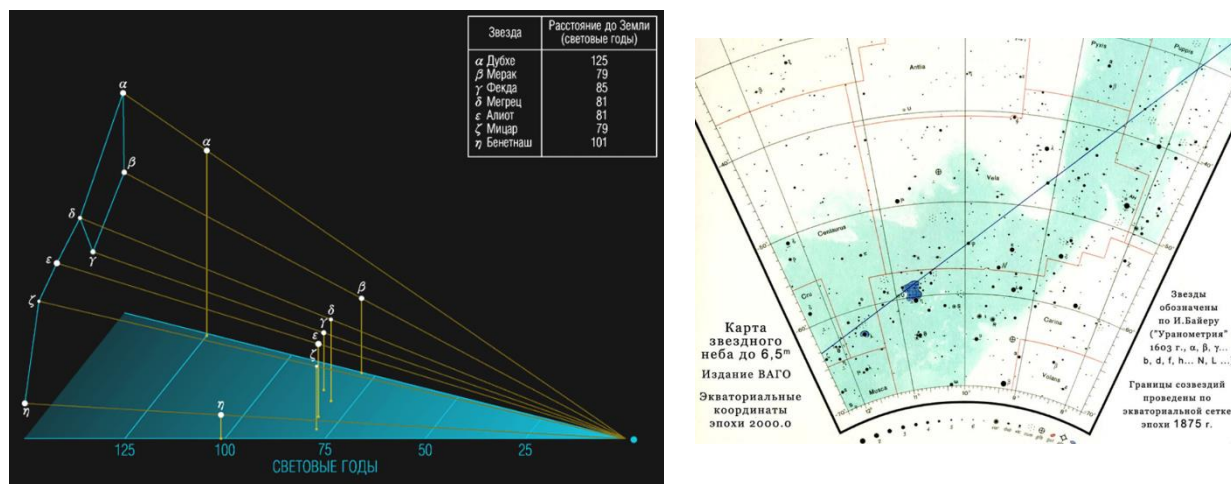 Звезда
Расстояние до Земли
(световые годы)
α Дубхе 125
β Мерак 79
γ Фекда 85
δ Мегрец 81
ε Алиот 81
ζ Мицар 79
η Бенетнаш 101
α
α
β
β
δ
γ
ε
ζ
η
δ
γ
ε
ζ
η
125 100 75 50 25
СВЕТОВЫЕ ГОДЫ
Pyxis
Puppis
Antlia
Vela
Centaurus
Cru
Carina
Musca
Volans
Карта
звездного
неба до 6,5ᵐ
Издание ВАГО
Экваториальные
координаты
эпохи 2000.0
Звезды
обозначены
по И.Байеру
("Уранометрия"
1603 г., α, β, γ...
b, d, f, h... N, L ...
Границы созвездий
проведены по
экваториальной сетке
эпохи 1875 г.